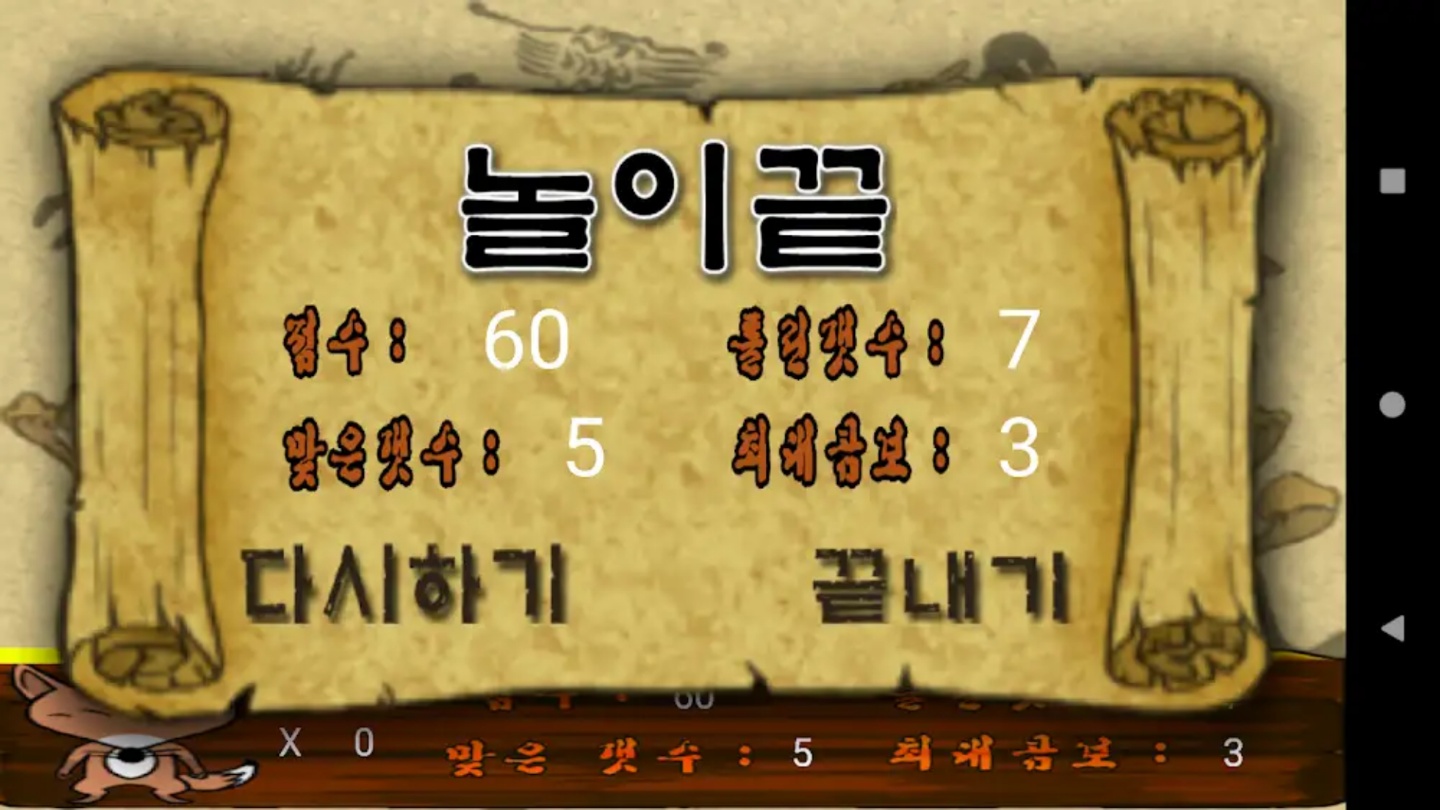 놀이끝
점수 : 60 틀린갯수 : 7
맞은갯수 : 5 최대콤보 : 3
다시하기 끝내기
60
X 0 맞은 갯수 : 5 최대콤보 : 3